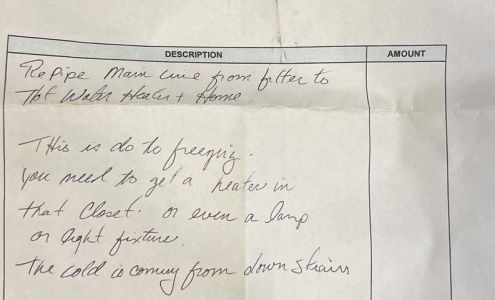 DESCRIPTION AMOUNT
RePipe Main Line from filter to
Hot Water Heater + Home.
This is do to freezing.
you need to get a heater in
that Closet. or even a lamp
or light fixture.
The cold is coming from down stairs